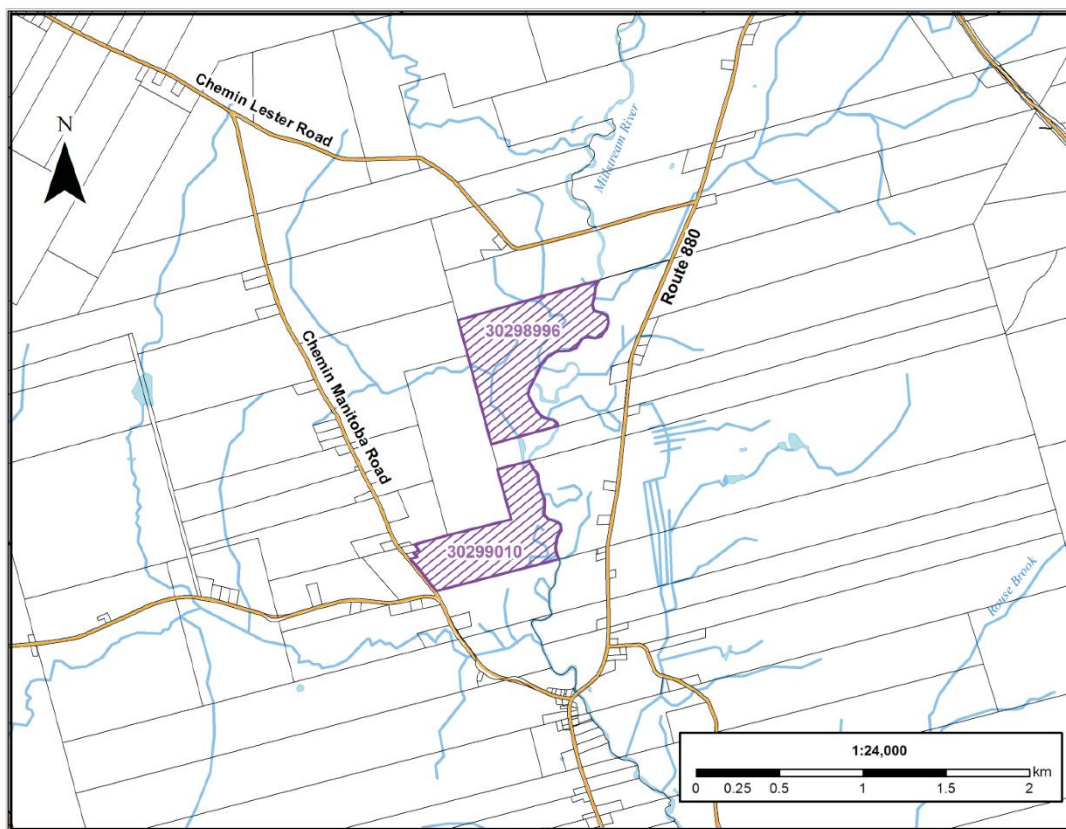 Chemin Lester Road
N
Millstream River
Route 880
30298996
Chemin Manitoba Road
30299010
Rouse Brook
1:24,000
km
0 0.25 0.5 1 1.5 2